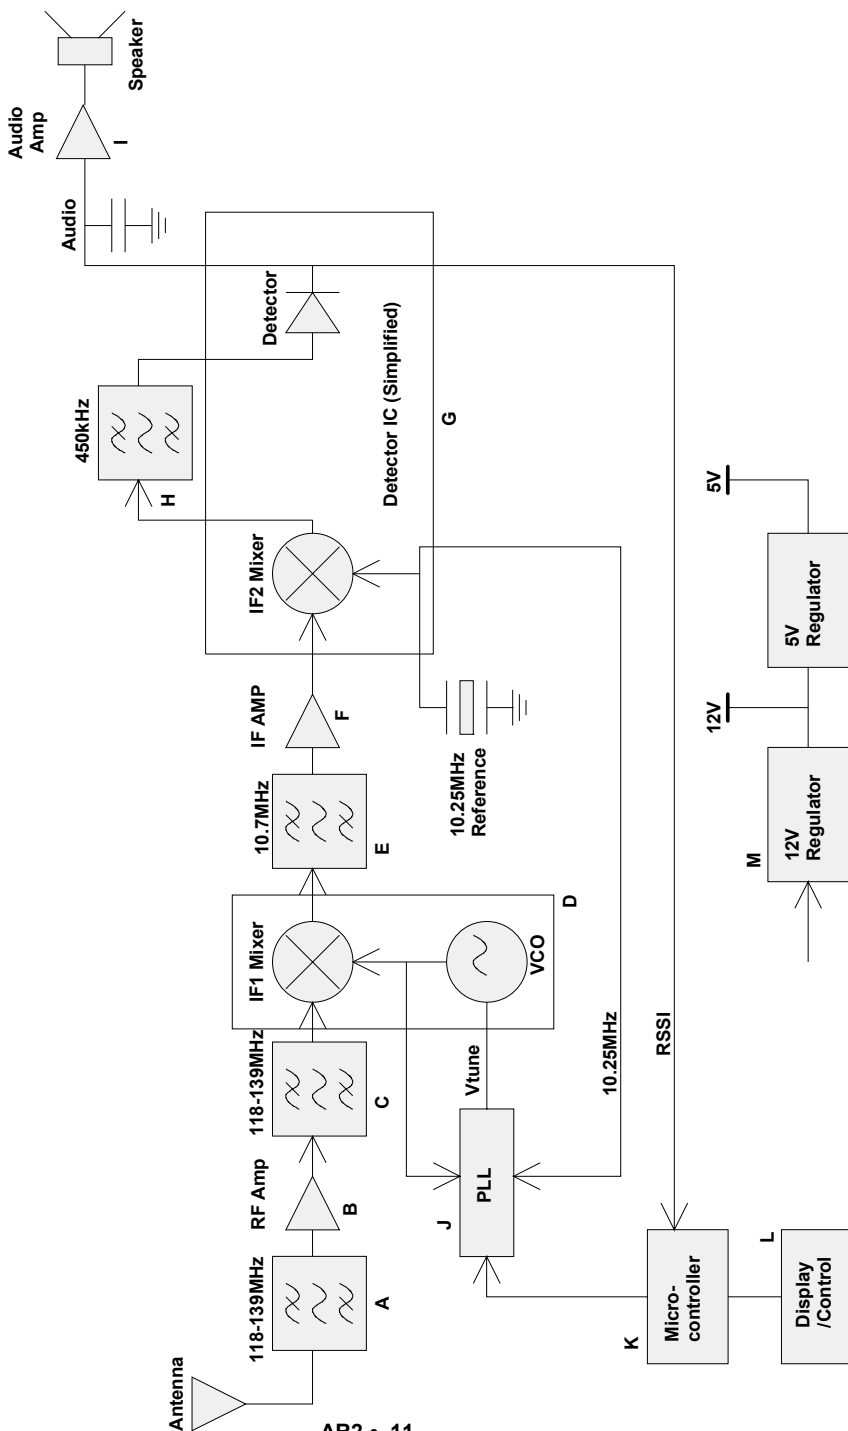 Antenna
118-139MHz
A
RF Amp
B
118-139MHz
C
IF1 Mixer
VCO
D
10.7MHz
E
IF AMP
F
IF2 Mixer
Detector IC (Simplified)
G
450kHz
H
Detector
Audio
Audio
Amp
I
Speaker
10.25MHz
Reference
Vtune
PLL
J
10.25MHz
RSSI
Micro-
controller
K
Display
/Control
L
12V
Regulator
M
12V
5V
Regulator
5V
AR2 • 11